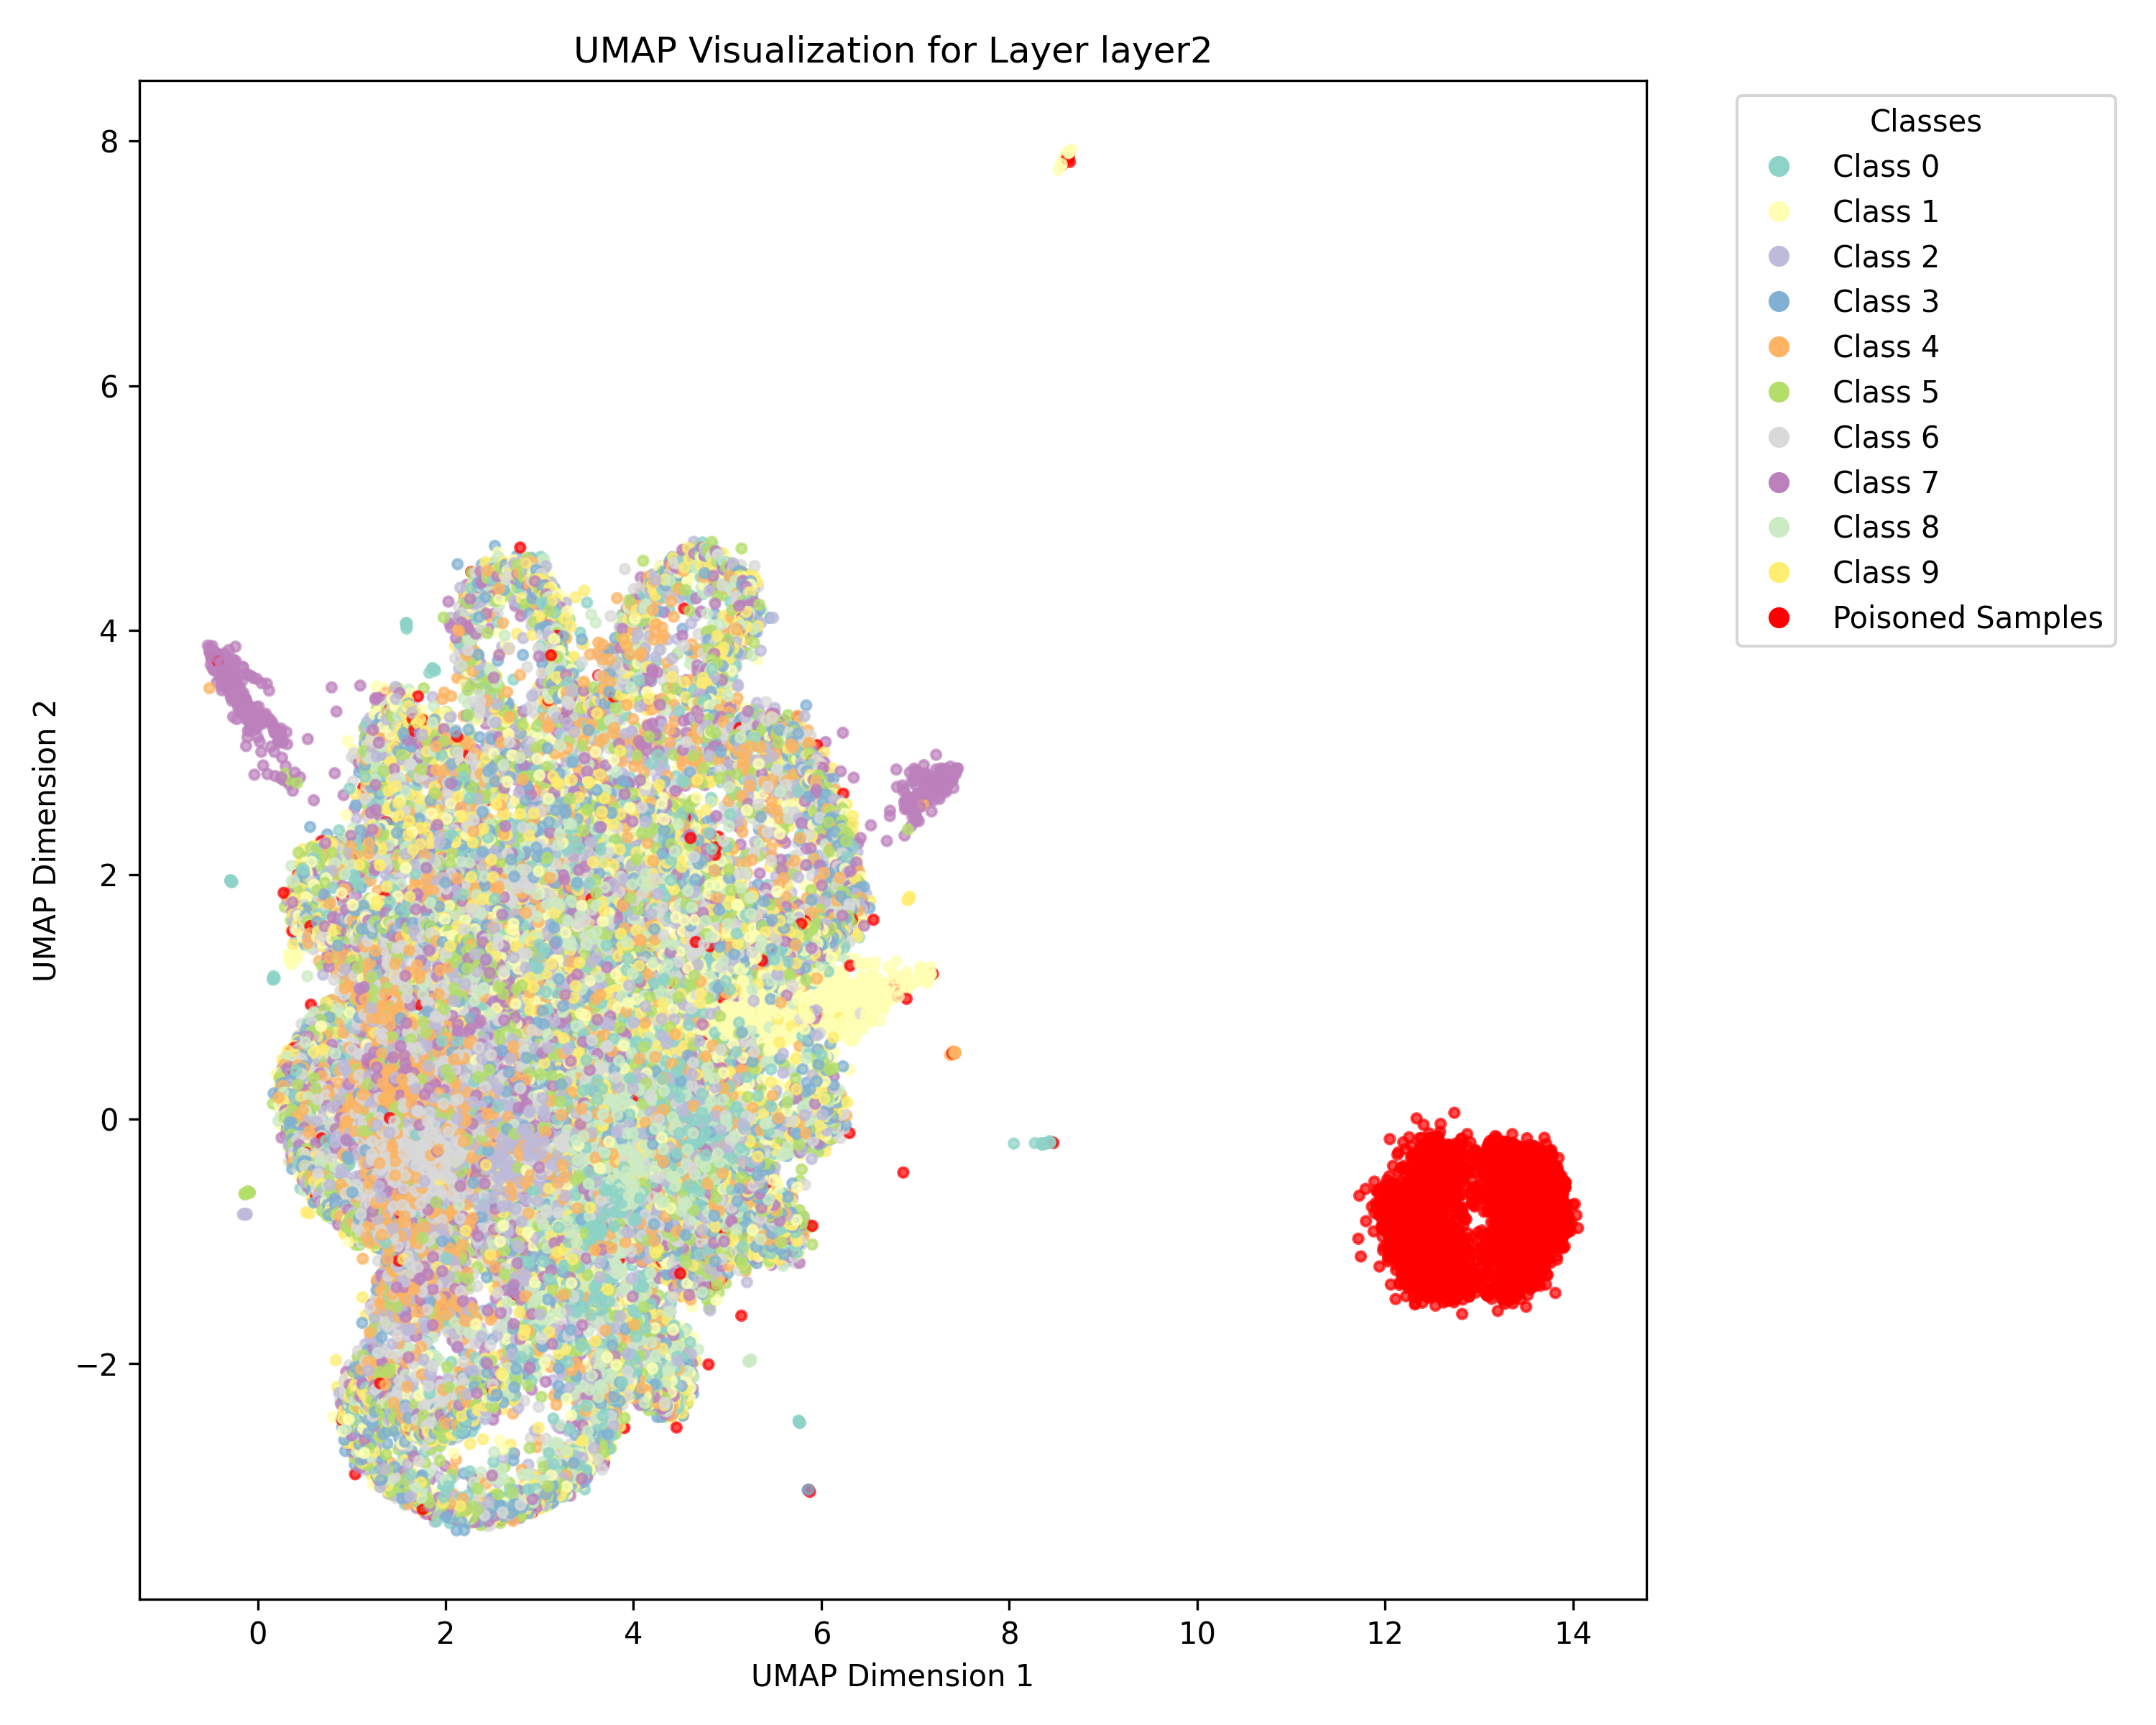 UMAP Visualization for Layer layer2
8
6
4
2
0
−2
UMAP Dimension 2
0 2 4 6 8 10 12 14
UMAP Dimension 1
Classes
Class 0
Class 1
Class 2
Class 3
Class 4
Class 5
Class 6
Class 7
Class 8
Class 9
Poisoned Samples